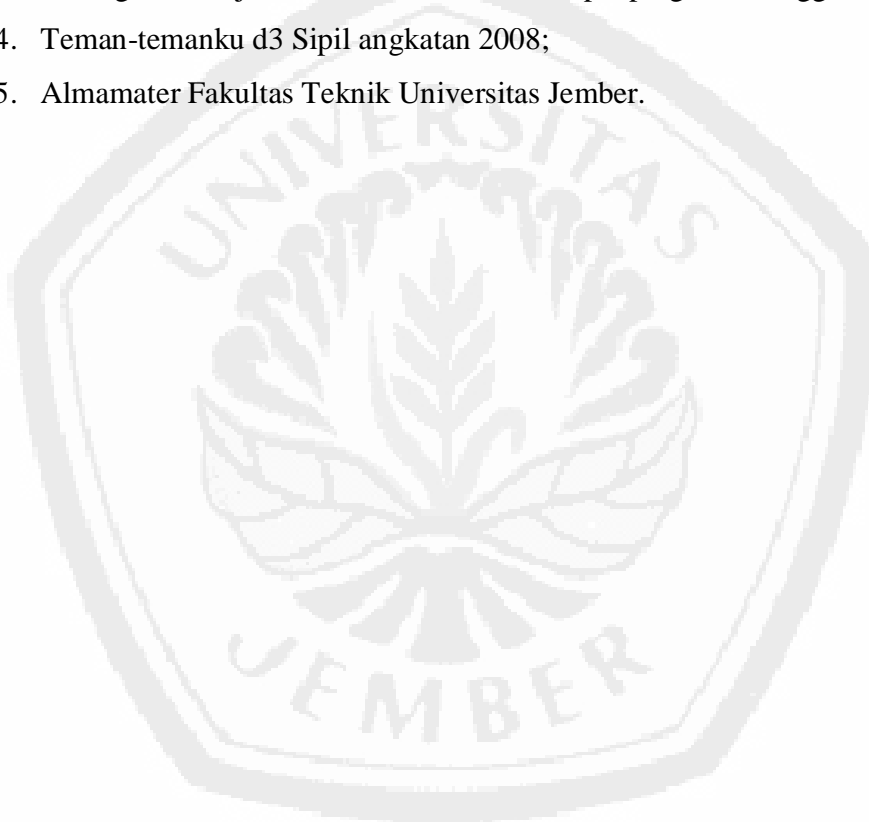 4. Teman-temanku d3 Sipil angkatan 2008;
5. Almamater Fakultas Teknik Universitas Jember.
UNIVERSITAS
JEMBER